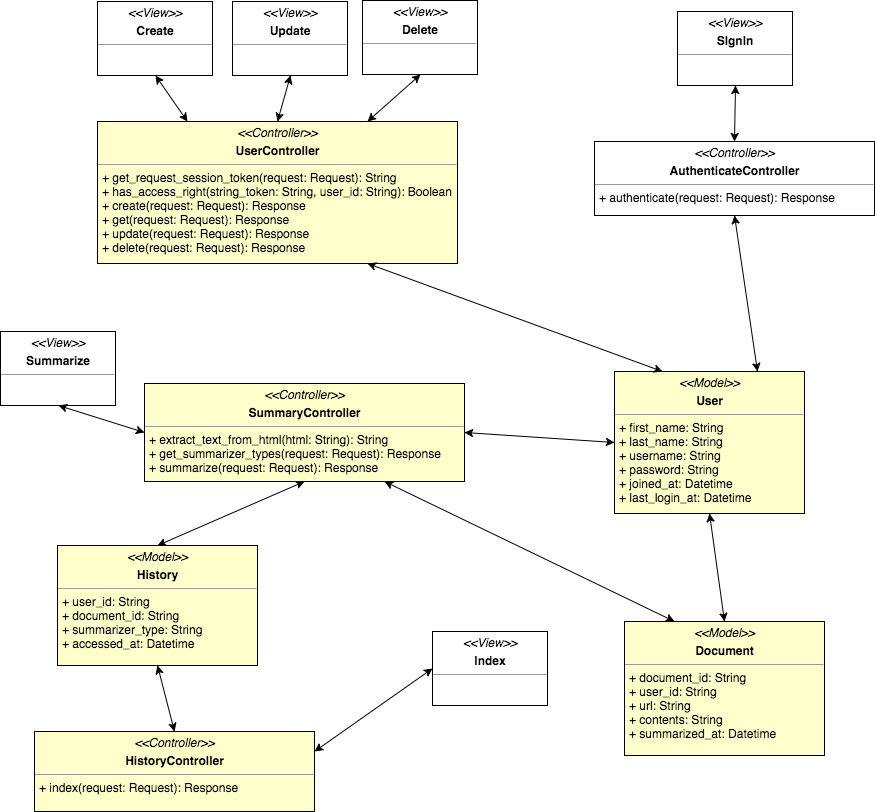 <<View>>
Create
<<View>>
Update
<<View>>
Delete
<<View>>
SIgnIn
<<Controller>>
UserController
+ get_request_session_token(request: Request): String
+ has_access_right(string_token: String, user_id: String): Boolean
+ create(request: Request): Response
+ get(request: Request): Response
+ update(request: Request): Response
+ delete(request: Request): Response
<<Controller>>
AuthenticateController
+ authenticate(request: Request): Response
<<View>>
Summarize
<<Controller>>
SummaryController
+ extract_text_from_html(html: String): String
+ get_summarizer_types(request: Request): Response
+ summarize(request: Request): Response
<<Model>>
User
+ first_name: String
+ last_name: String
+ username: String
+ password: String
+ joined_at: Datetime
+ last_login_at: Datetime
<<Model>>
History
+ user_id: String
+ document_id: String
+ summarizer_type: String
+ accessed_at: Datetime
<<View>>
Index
<<Model>>
Document
+ document_id: String
+ user_id: String
+ url: String
+ contents: String
+ summarized_at: Datetime
<<Controller>>
HistoryController
+ index(request: Request): Response